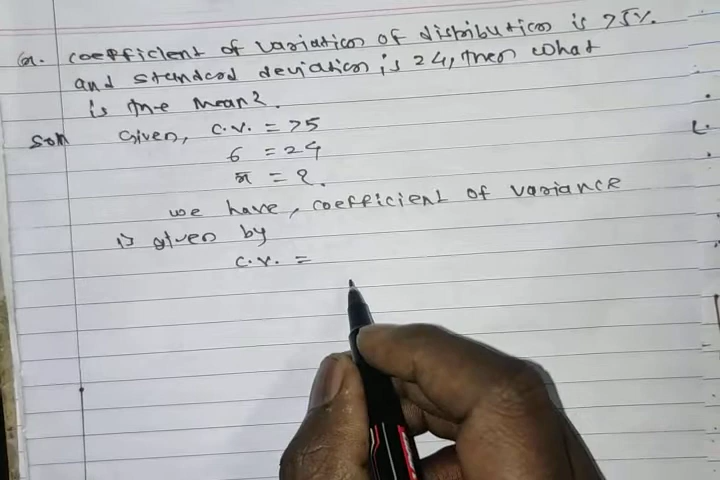 Q. coefficient of variation of distribution is 75%.
and standard deviation is 24, then what
is the mean?
Soln Given, C.V. = 75
σ = 24
x̄ = ?
we have, coefficient of variance
is given by
C.V. =